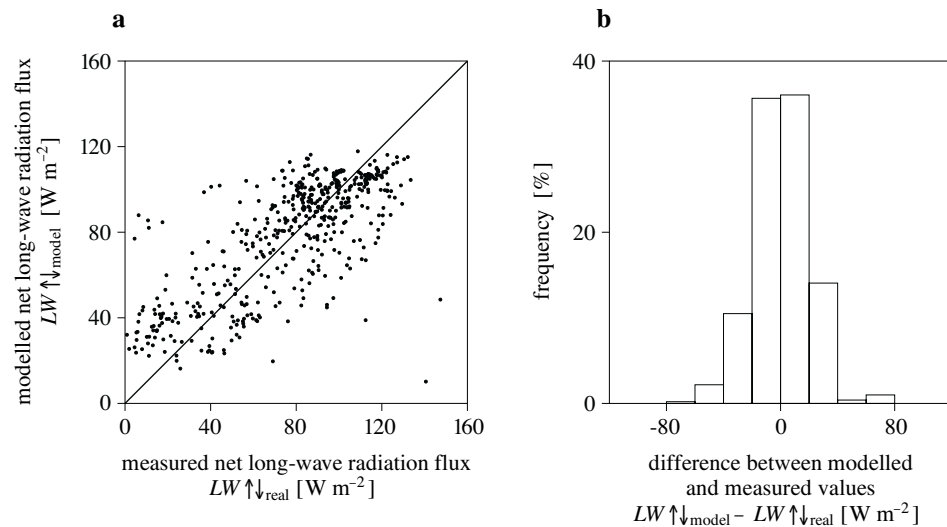 a
modelled net long-wave radiation flux
LW↑↓model [W m−2]
160
120
80
40
0
0 40 80 120 160
measured net long-wave radiation flux
LW↑↓real [W m−2]
b
frequency [%]
40
20
0
-80 0 80
difference between modelled
and measured values
LW↑↓model − LW↑↓real [W m−2]